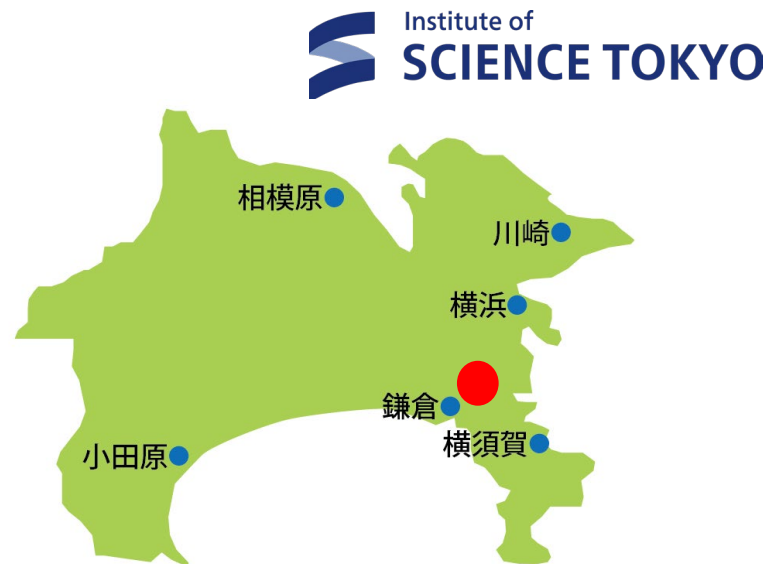 Institute of
SCIENCE TOKYO
相模原
川崎
横浜
鎌倉
横須賀
小田原